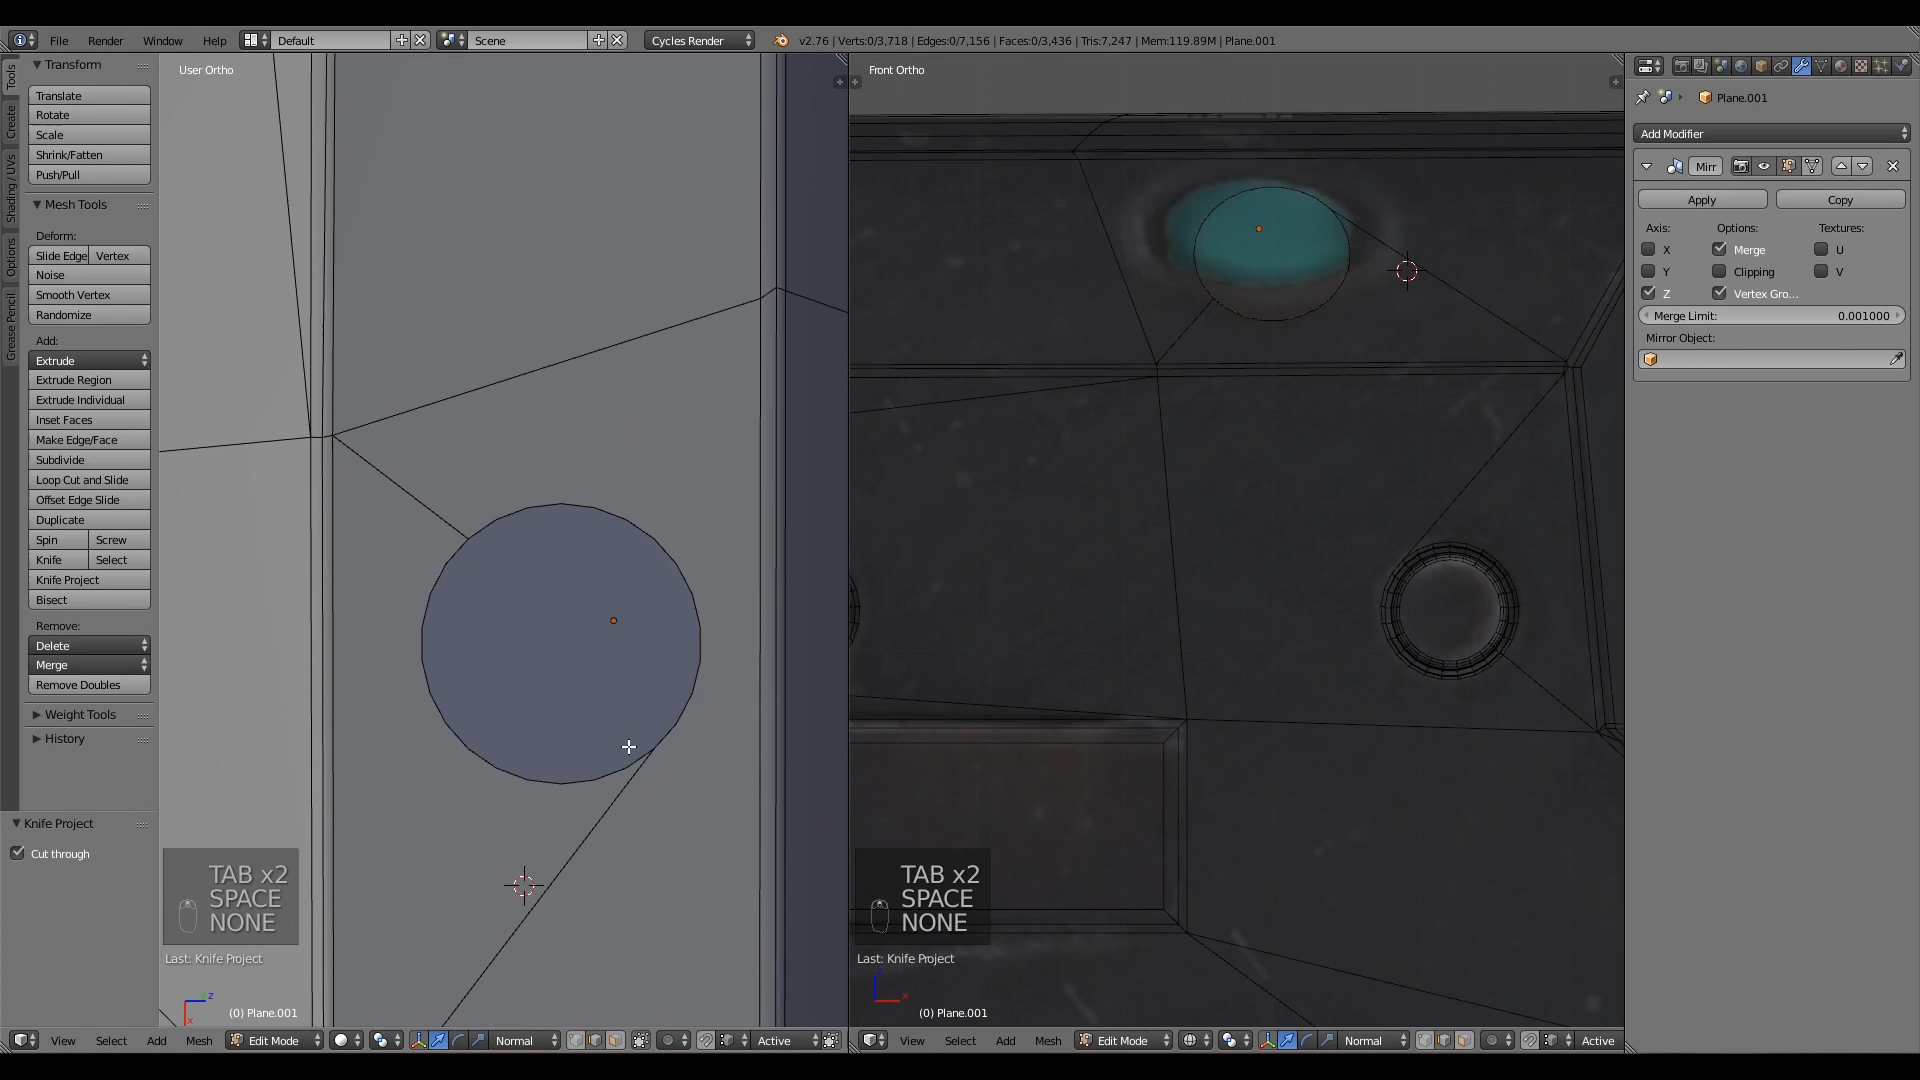 File Render Window Help Default Scene Cycles Render v2.76 | Verts:0/3,718 | Edges:0/7,156 | Faces:0/3,436 | Tris:7,247 | Mem:119.89M | Plane.001
Tools
Create
Shading / UVs
Options
Grease Pencil
Transform
Translate
Rotate
Scale
Shrink/Fatten
Push/Pull
Mesh Tools
Deform:
Slide Edge Vertex
Noise
Smooth Vertex
Randomize
Add:
Extrude
Extrude Region
Extrude Individual
Inset Faces
Make Edge/Face
Subdivide
Loop Cut and Slide
Offset Edge Slide
Duplicate
Spin Screw
Knife Select
Knife Project
Bisect
Remove:
Delete
Merge
Remove Doubles
Weight Tools
History
Knife Project
Cut through
User Ortho
TAB x2
SPACE
NONE
Last: Knife Project
z
x
(0) Plane.001
View Select Add Mesh Edit Mode Normal Active
Front Ortho
TAB x2
SPACE
NONE
Last: Knife Project
z
x
(0) Plane.001
View Select Add Mesh Edit Mode Normal Active
Plane.001
Add Modifier
Mirr
Apply Copy
Axis: Options: Textures:
X Merge U
Y Clipping V
Z Vertex Gro...
Merge Limit: 0.001000
Mirror Object: